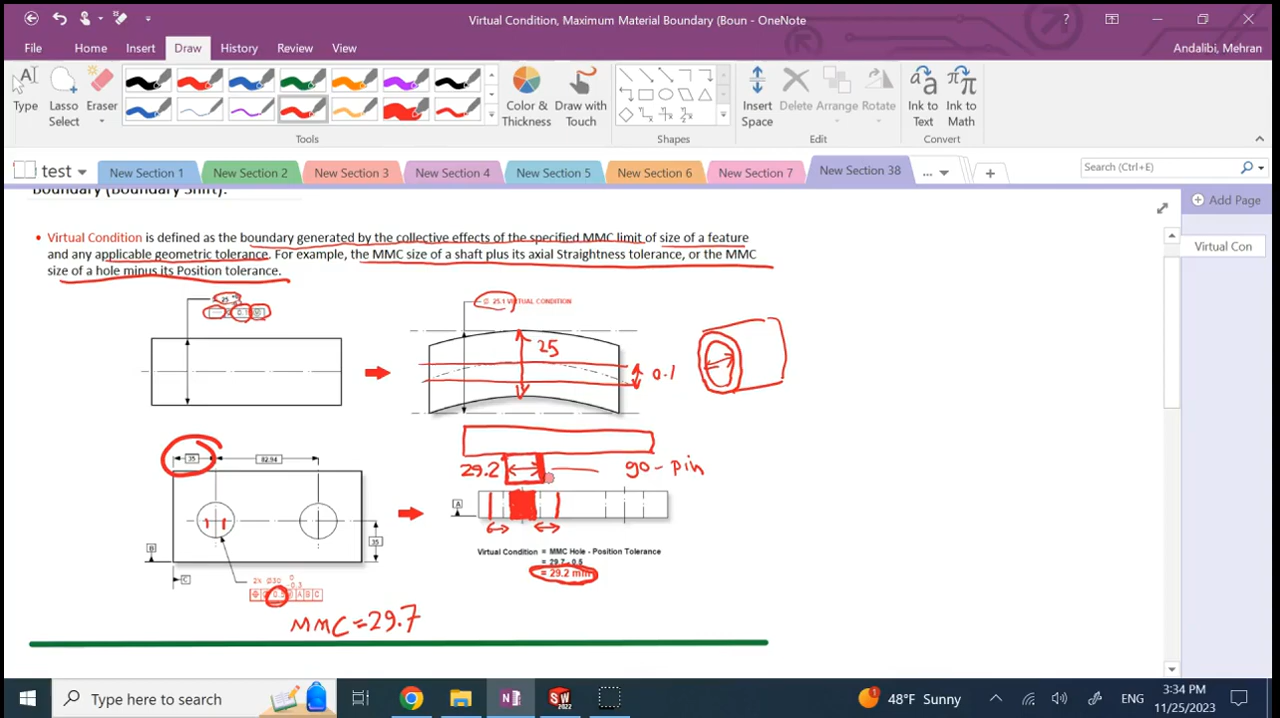 Virtual Condition, Maximum Material Boundary (Boun - OneNote
Andalibi, Mehran
File Home Insert Draw History Review View
Type
Lasso Select
Eraser
Color & Thickness
Draw with Touch
Insert Space
Delete
Arrange
Rotate
Ink to Text
Ink to Math
Tools
Shapes
Edit
Convert
test
New Section 1
New Section 2
New Section 3
New Section 4
New Section 5
New Section 6
New Section 7
New Section 38
...
Search (Ctrl+E)
Add Page
Virtual Con
Boundary (Boundary Shift):
• Virtual Condition is defined as the boundary generated by the collective effects of the specified MMC limit of size of a feature
and any applicable geometric tolerance. For example, the MMC size of a shaft plus its axial Straightness tolerance, or the MMC
size of a hole minus its Position tolerance.
Ø 25.1 VIRTUAL CONDITION
25
0.1
35
82.94
29.2
go-pin
A
B
35
C
2X Ø30 0
-0.3
0.5 A B C
Virtual Condition = MMC Hole - Position Tolerance
= 29.7 - 0.5
= 29.2 mm
MMC=29.7
Type here to search
48°F Sunny
ENG
3:34 PM
11/25/2023